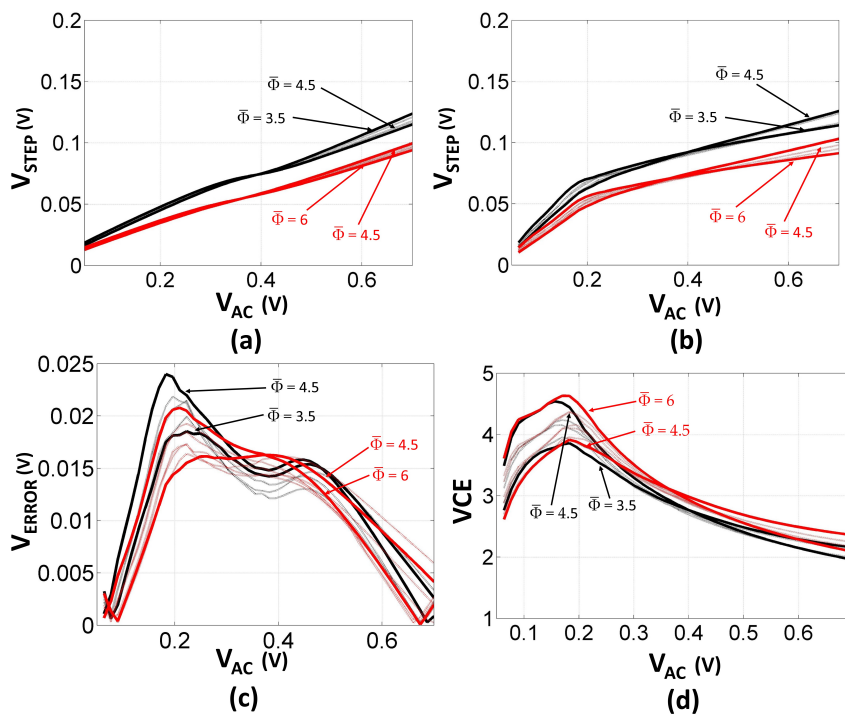 0.2
0.15
0.1
0.05
0
V_STEP (V)
Φ̄ = 4.5
Φ̄ = 3.5
Φ̄ = 6
Φ̄ = 4.5
0.2
0.4
0.6
V_AC (V)
(a)
0.2
0.15
0.1
0.05
0
V_STEP (V)
Φ̄ = 4.5
Φ̄ = 3.5
Φ̄ = 6
Φ̄ = 4.5
0.2
0.4
0.6
V_AC (V)
(b)
0.025
0.02
0.015
0.01
0.005
0
V_ERROR (V)
Φ̄ = 4.5
Φ̄ = 3.5
Φ̄ = 4.5
Φ̄ = 6
0.2
0.4
0.6
V_AC (V)
(c)
5
4
3
2
1
VCE
Φ̄ = 6
Φ̄ = 4.5
Φ̄ = 4.5
Φ̄ = 3.5
0.1
0.2
0.3
0.4
0.5
0.6
V_AC (V)
(d)